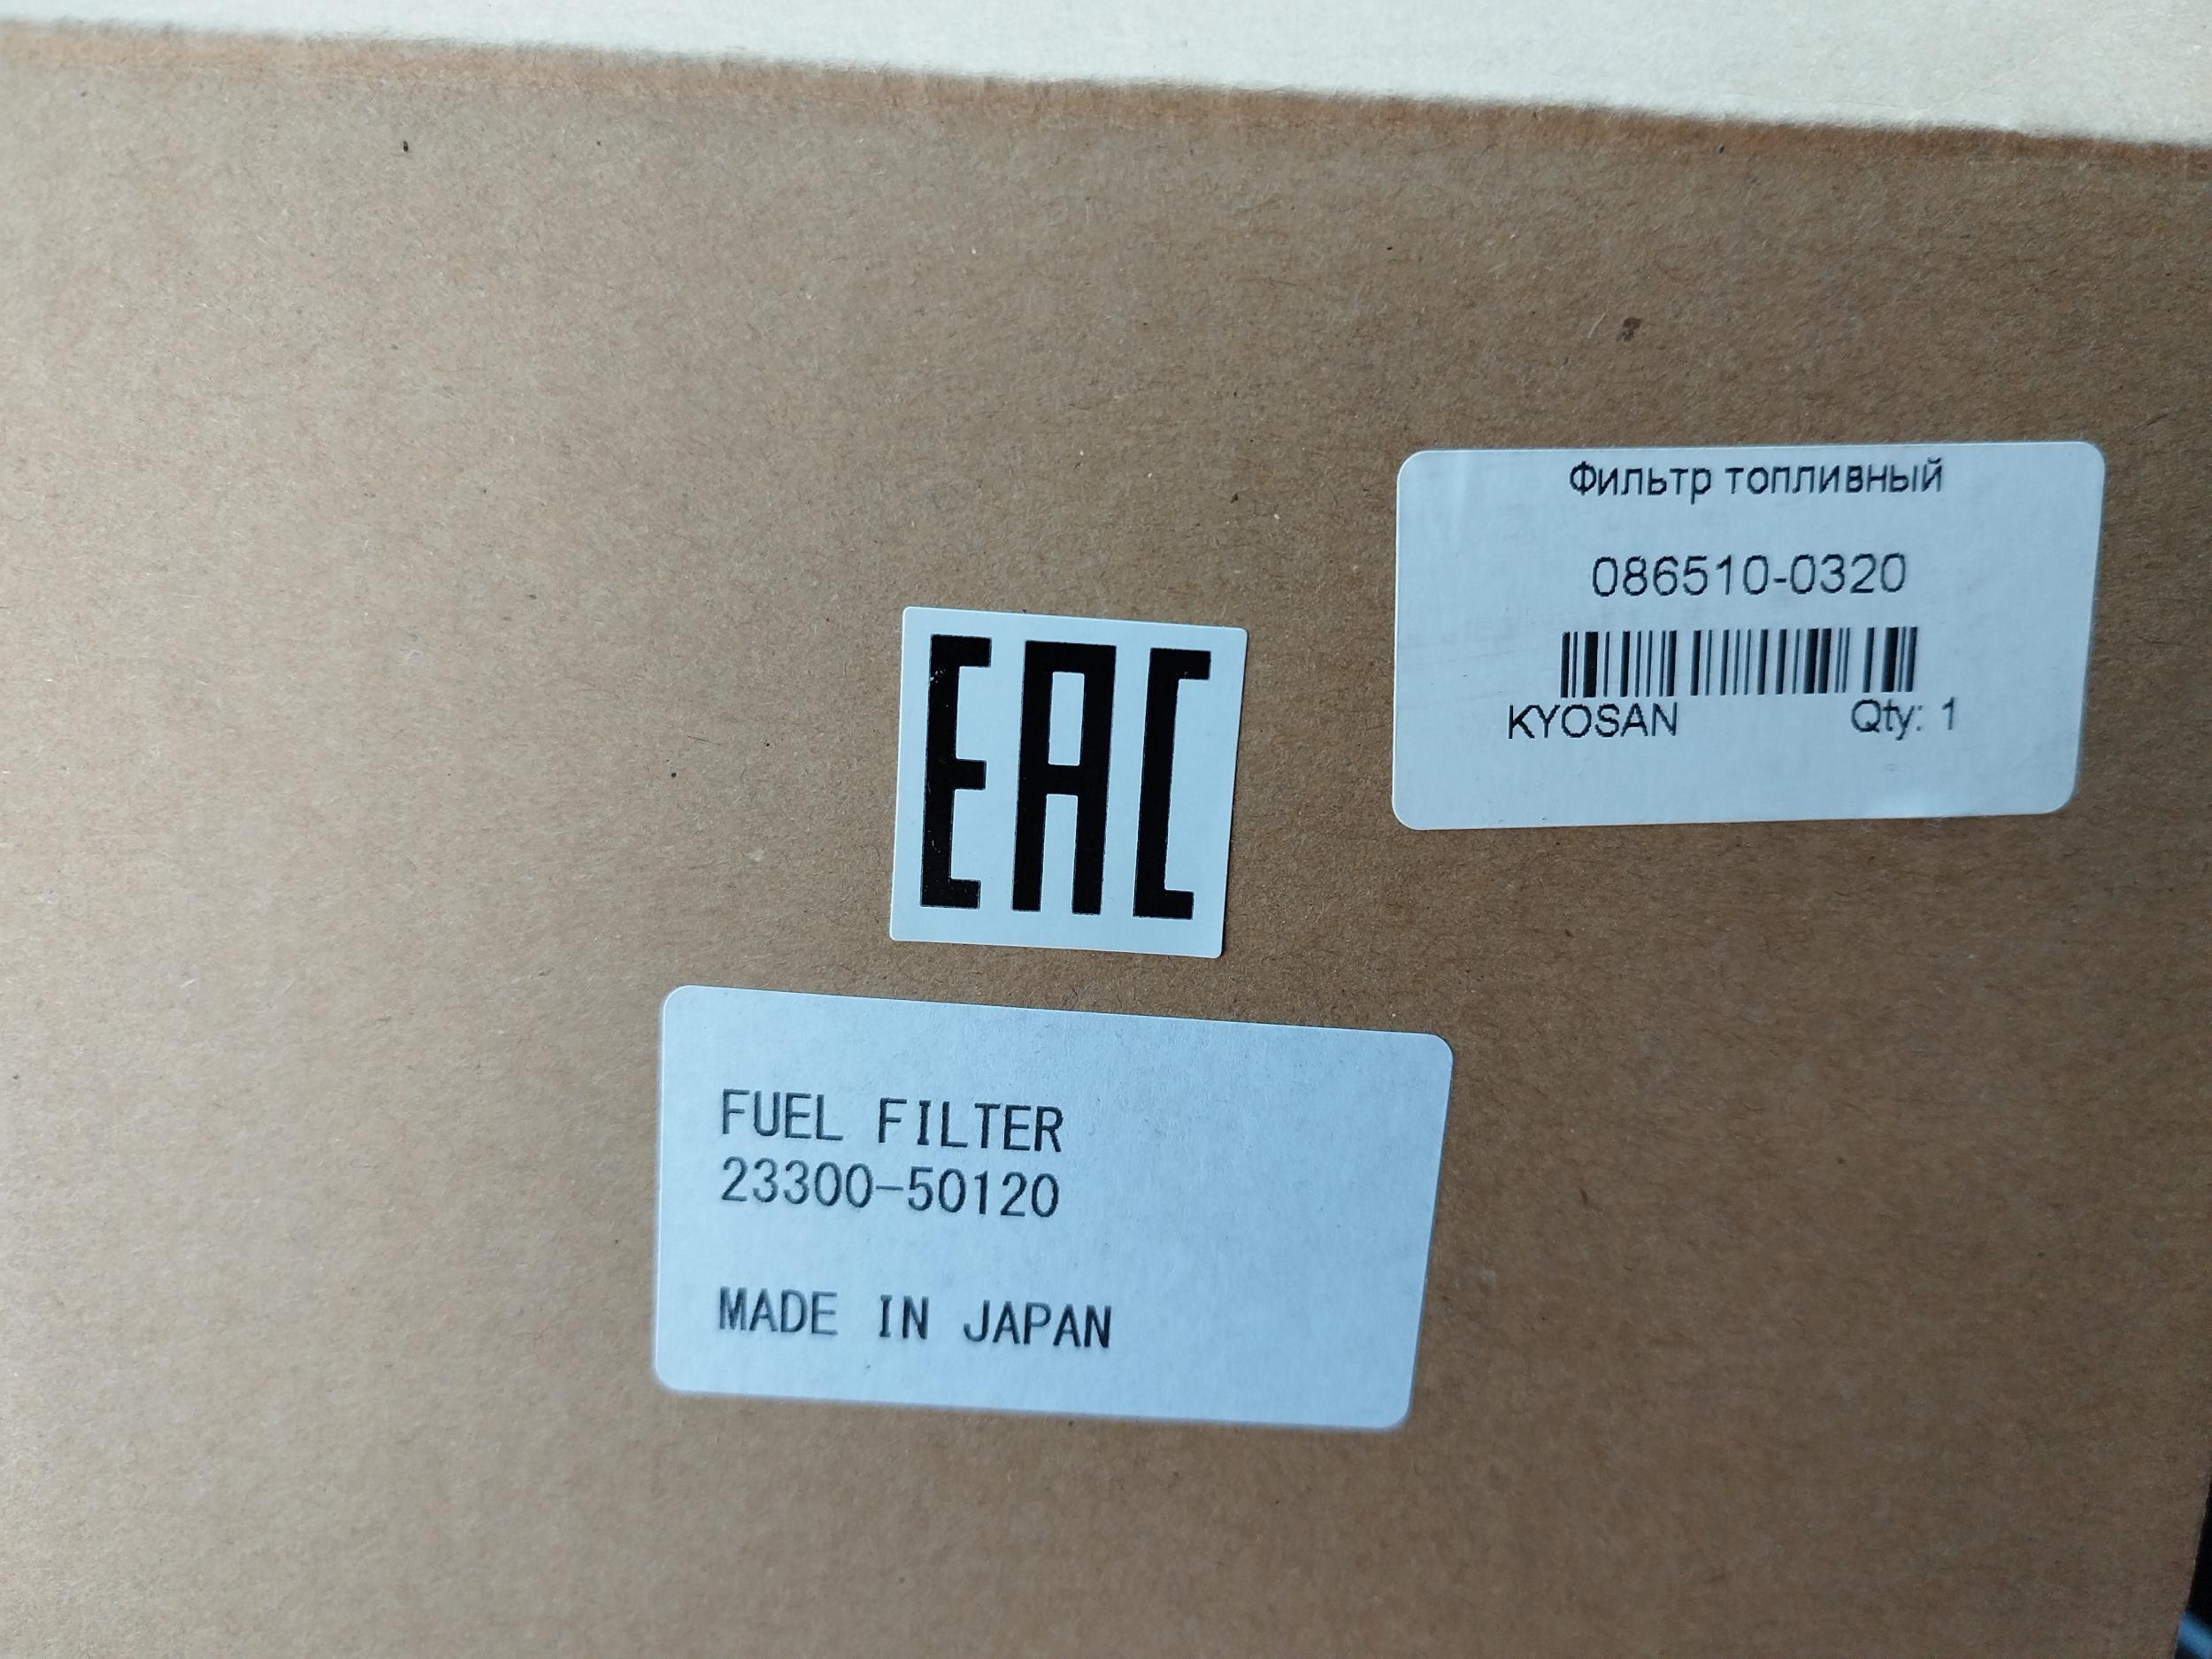 Фильтр топливный
086510-0320
KYOSAN Qty: 1
EAC
FUEL FILTER
23300-50120
MADE IN JAPAN